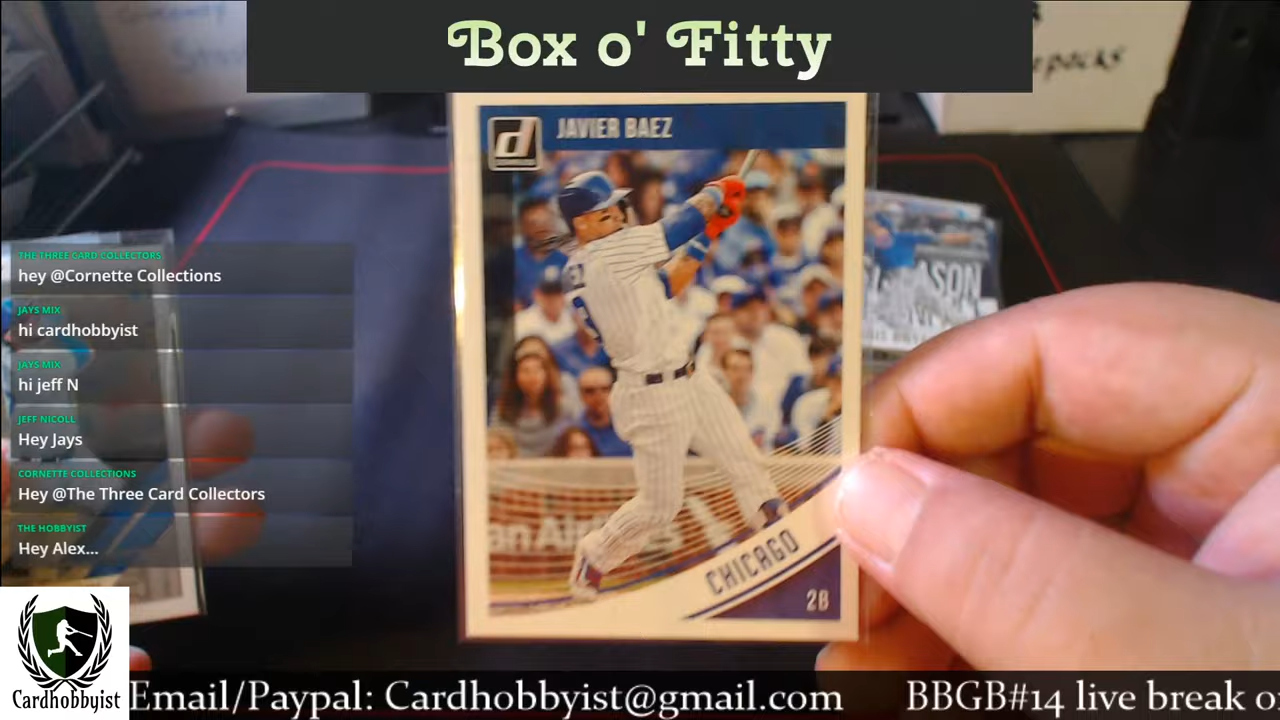 Box o' Fitty
JAVIER BAEZ
d
THE THREE CARD COLLECTORS
hey @Cornette Collections
JAYS MIX
hi cardhobbyist
JAYS MIX
hi jeff N
JEFF NICOLL
Hey Jays
CORNETTE COLLECTIONS
Hey @The Three Card Collectors
THE HOBBYIST
Hey Alex...
an Airl
CHICAGO
2B
Cardhobbyist
Email/Paypal: Cardhobbyist@gmail.com BBGB#14 live break o